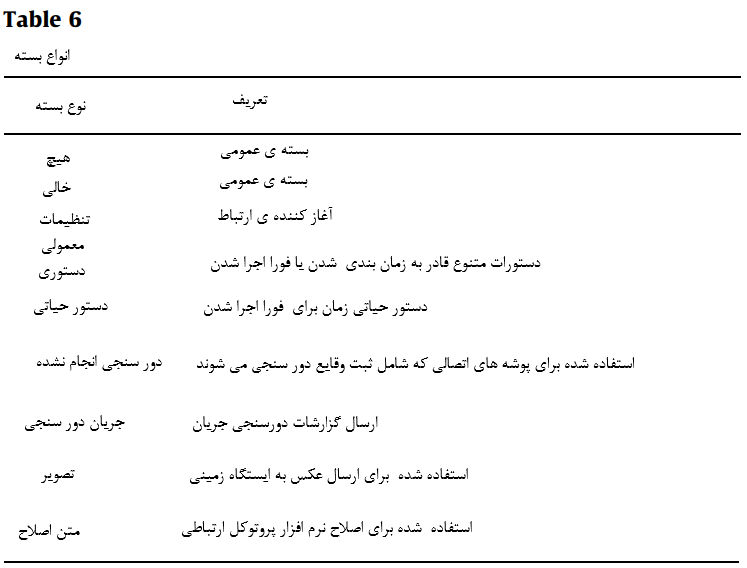 Table 6
انواع بسته
نوع بسته تعریف
هیچ بسته ی عمومی
خالی بسته ی عمومی
تنظیمات آغاز کننده ی ارتباط
معمولی
دستوری دستورات متنوع قادر به زمان بندی شدن یا فورا اجرا شدن
دستور حیاتی دستور حیاتی زمان برای فورا اجرا شدن
دور سنجی انجام نشده استفاده شده برای پوشه های اتصالی که شامل ثبت وقایع دور سنجی می شوند
جریان دور سنجی ارسال گزارشات دورسنجی جریان
تصویر استفاده شده برای ارسال عکس به ایستگاه زمینی
متن اصلاح استفاده شده برای اصلاح نرم افزار پروتوکل ارتباطی